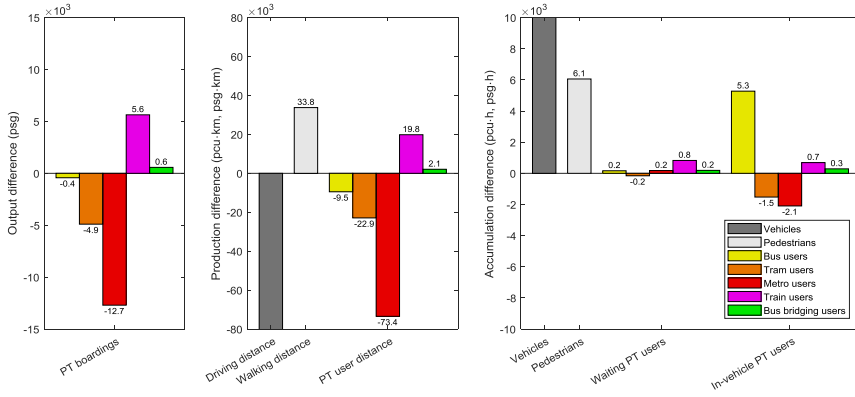 ×10³
15
10
5
0
-5
-10
-15
Output difference (psg)
-0.4
-4.9
-12.7
5.6
0.6
PT boardings
×10³
80
60
40
20
0
-20
-40
-60
-80
Production difference (pcu·km, psg·km)
33.8
-9.5
-22.9
-73.4
19.8
2.1
Driving distance
Walking distance
PT user distance
×10³
10
8
6
4
2
0
-2
-4
-6
-8
-10
Accumulation difference (pcu·h, psg·h)
6.1
0.2
-0.2
0.2
0.8
0.2
5.3
-1.5
-2.1
0.7
0.3
Vehicles
Pedestrians
Waiting PT users
In-vehicle PT users
Vehicles
Pedestrians
Bus users
Tram users
Metro users
Train users
Bus bridging users